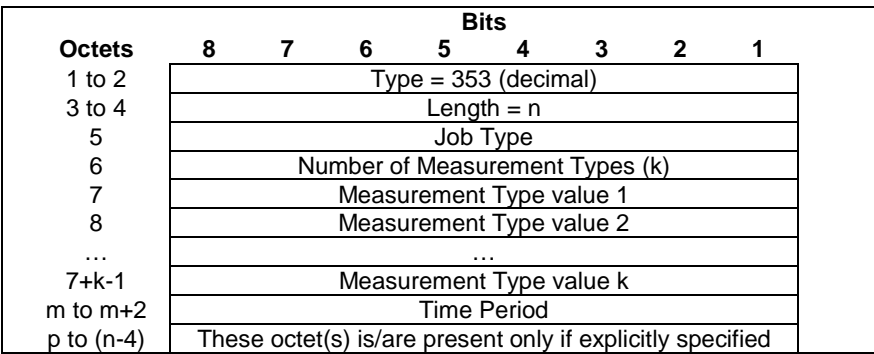 Bits
Octets 8 7 6 5 4 3 2 1
1 to 2 Type = 353 (decimal)
3 to 4 Length = n
5 Job Type
6 Number of Measurement Types (k)
7 Measurement Type value 1
8 Measurement Type value 2
… …
7+k-1 Measurement Type value k
m to m+2 Time Period
p to (n-4) These octet(s) is/are present only if explicitly specified